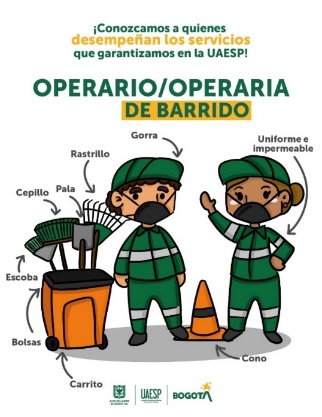 ¡Conozcamos a quienes
desempeñan los servicios
que garantizamos en la UAESP!
OPERARIO/OPERARIA
DE BARRIDO
Gorra
Uniforme e
impermeable
Rastrillo
Pala
Cepillo
Escoba
Bolsas
Carrito
Cono
UAESP
BOGOTÁ